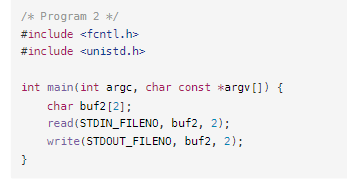 /* Program 2 */
#include <fcntl.h>
#include <unistd.h>
int main(int argc, char const *argv[]) {
    char buf2[2];
    read(STDIN_FILENO, buf2, 2);
    write(STDOUT_FILENO, buf2, 2);
}